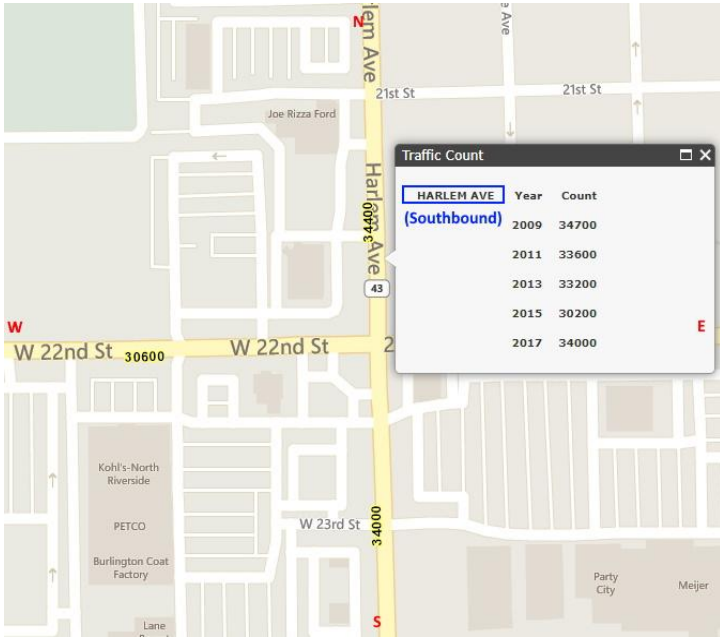 N
rlem Ave
e Ave
21st St
21st St
Joe Rizza Ford
Harlem Ave
34400
43
Traffic Count
HARLEM AVE Year Count
(Southbound) 2009 34700
2011 33600
2013 33200
2015 30200
2017 34000
W
E
W 22nd St 30600 W 22nd St 2
Kohl's-North
Riverside
PETCO
Burlington Coat
Factory
W 23rd St
34000
Party
City
Meijer
S
Lane